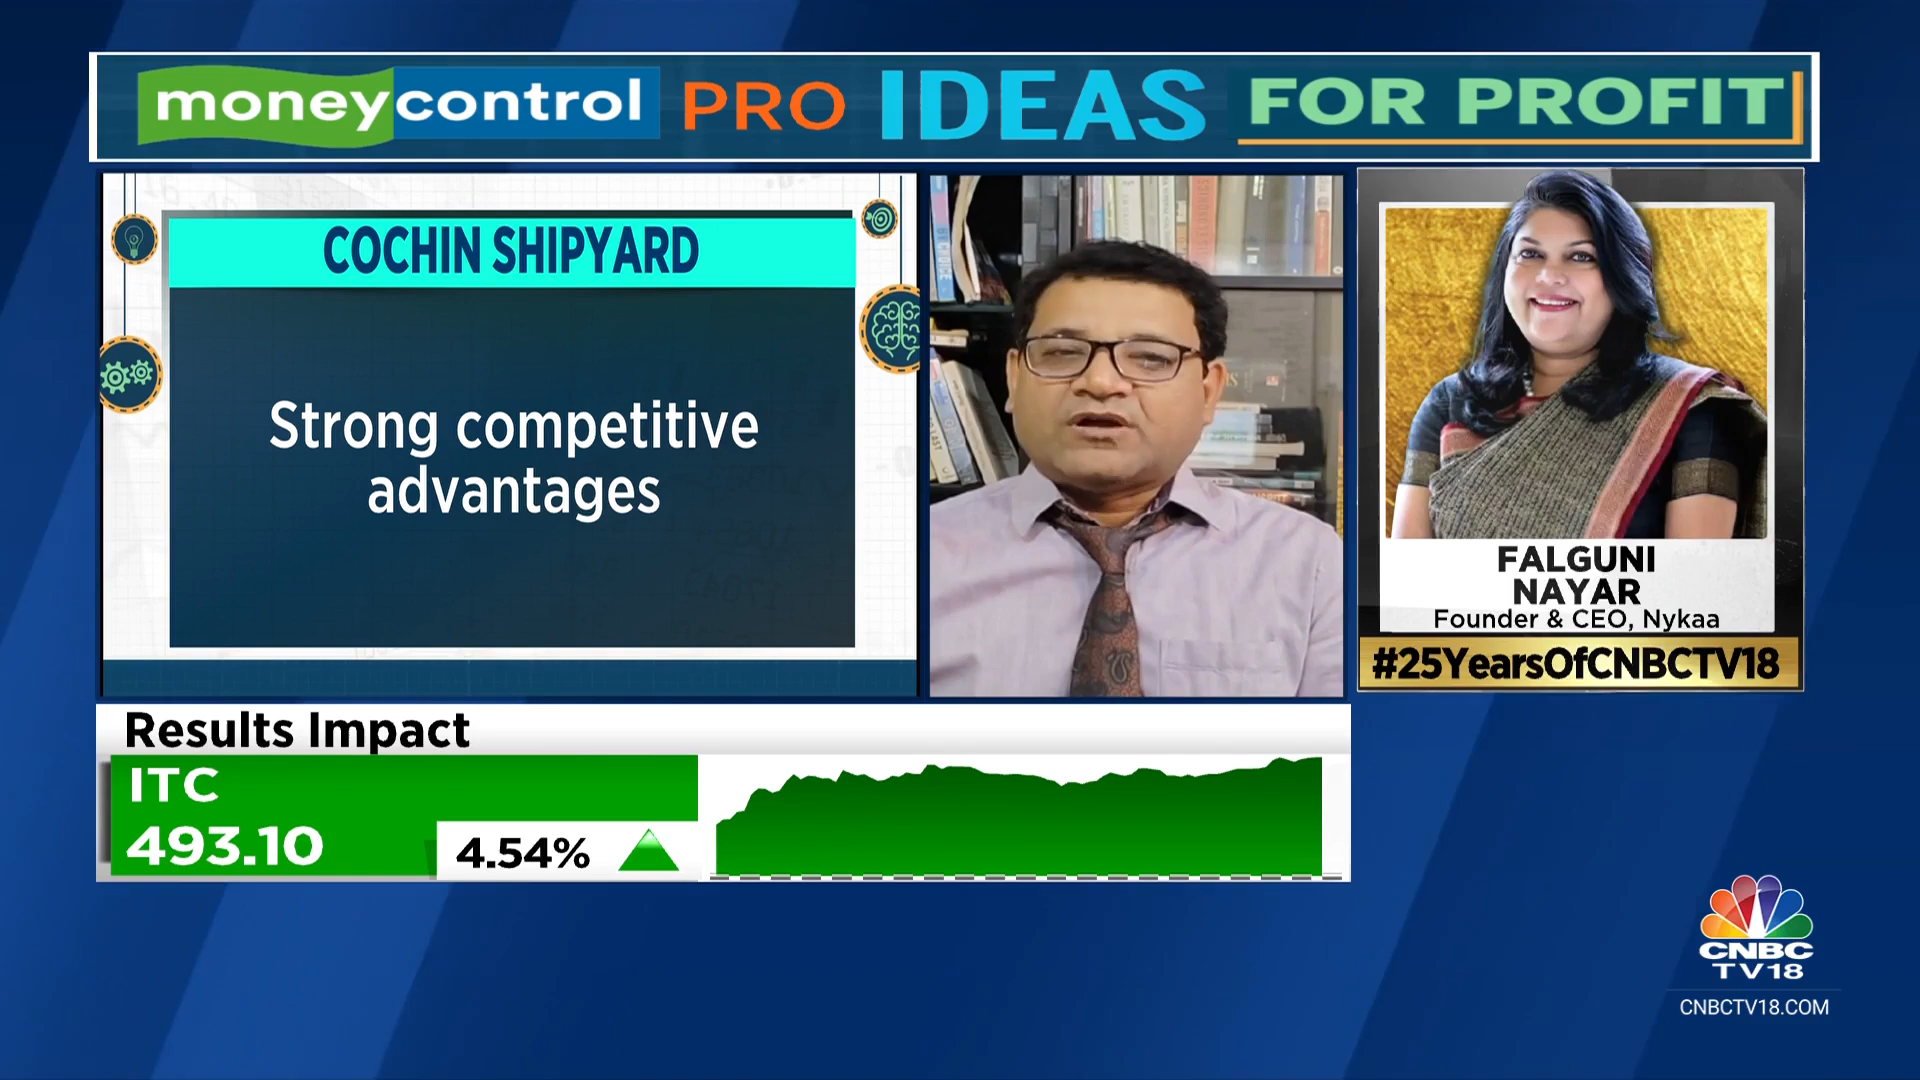 moneycontrol PRO IDEAS FOR PROFIT
COCHIN SHIPYARD
Strong competitive
advantages
FALGUNI
NAYAR
Founder & CEO, Nykaa
#25YearsOfCNBCTV18
Results Impact
ITC
493.10
4.54%
CNBC
TV18
CNBCTV18.COM